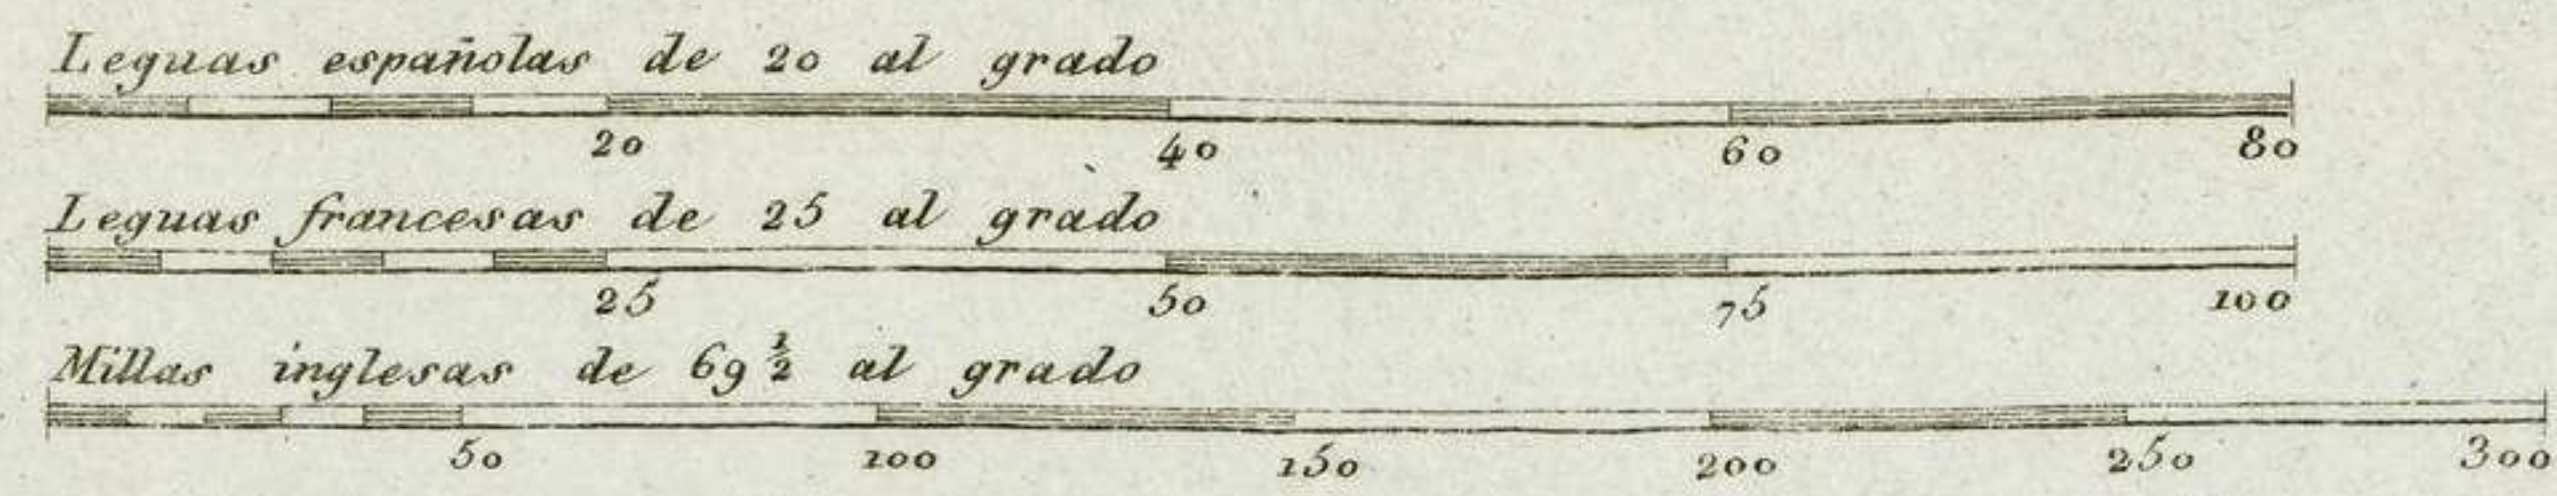 Leguas españolas de 20 al grado
20 40 60 80
Leguas francesas de 25 al grado
25 50 75 100
Millas inglesas de 69 ½ al grado
50 100 150 200 250 300